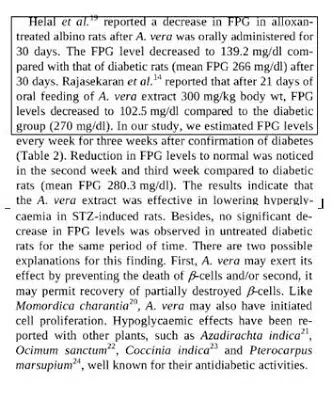 Helal et al.19 reported a decrease in FPG in alloxan-
treated albino rats after A. vera was orally administered for
30 days. The FPG level decreased to 139.2 mg/dl com-
pared with that of diabetic rats (mean FPG 266 mg/dl) after
30 days. Rajasekaran et al.14 reported that after 21 days of
oral feeding of A. vera extract 300 mg/kg body wt, FPG
levels decreased to 102.5 mg/dl compared to the diabetic
group (270 mg/dl). In our study, we estimated FPG levels
every week for three weeks after confirmation of diabetes
(Table 2). Reduction in FPG levels to normal was noticed
in the second week and third week compared to diabetic
rats (mean FPG 280.3 mg/dl). The results indicate that
the A. vera extract was effective in lowering hypergly-
caemia in STZ-induced rats. Besides, no significant de-
crease in FPG levels was observed in untreated diabetic
rats for the same period of time. There are two possible
explanations for this finding. First, A. vera may exert its
effect by preventing the death of β-cells and/or second, it
may permit recovery of partially destroyed β-cells. Like
Momordica charantia20, A. vera may also have initiated
cell proliferation. Hypoglycaemic effects have been re-
ported with other plants, such as Azadirachta indica21,
Ocimum sanctum22, Coccinia indica23 and Pterocarpus
marsupium24, well known for their antidiabetic activities.